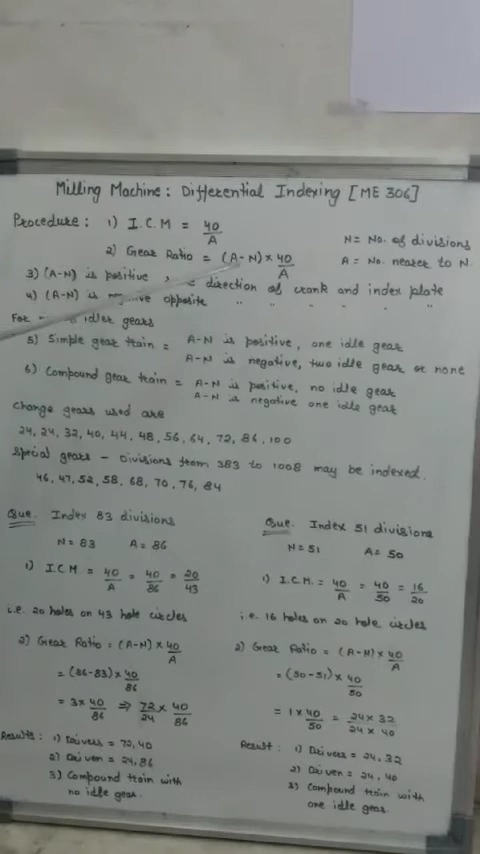 Milling Machine: Differential Indexing [ME 306]
Procedure: 1) I.C.M = 40/A
2) Gear Ratio = (A-N) × 40/A
N = No. of divisions
A = No. nearer to N.
3) (A-N) is positive, direction of crank and index plate
4) (A-N) is opposite " " " " " "
For idler gears
5) Simple gear train = A-N is positive, one idle gear
A-N is negative, two idle gear or none
6) Compound gear train = A-N is positive, no idle gear
A-N is negative one idle gear
Change gears used are
24, 24, 32, 40, 44, 48, 56, 64, 72, 86, 100
Special gears - Divisions from 383 to 1008 may be indexed.
46, 47, 52, 58, 68, 70, 76, 84
Que. Index 83 divisions
N = 83 A = 86
1) I.C.M = 40/A = 40/86 = 20/43
i.e. 20 holes on 43 hole circles
2) Gear Ratio = (A-N) × 40/A
= (86-83) × 40/86
= 3 × 40/86 ⇒ 72/24 × 40/86
Results: 1) Drivers = 72, 40
2) Driven = 24, 86
3) Compound train with
no idle gear.
Que. Index 51 divisions
N = 51 A = 50
1) I.C.M. = 40/A = 40/50 = 16/20
i.e. 16 holes on 20 hole circles
2) Gear Ratio = (A-N) × 40/A
= (50-51) × 40/50
= 1 × 40/50 = 24×32/24×40
Result: 1) Drivers = 24, 32
2) Driven = 24, 40
3) Compound train with
one idle gear.